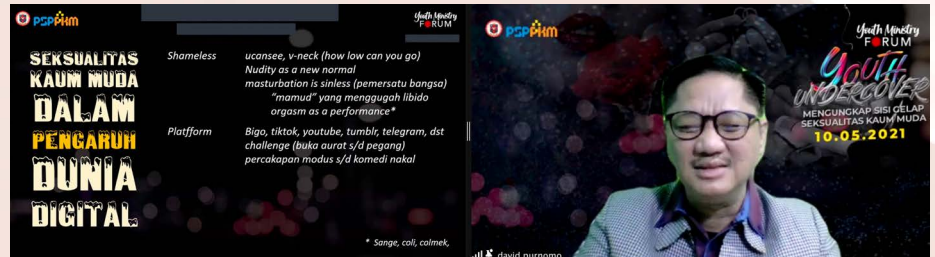 PSPPKM
Youth Ministry
FORUM
SEKSUALITAS
KAUM MUDA
DALAM
PENGARUH
DUNIA
DIGITAL
Shameless
ucansee, v-neck (how low can you go)
Nudity as a new normal
masturbation is sinless (pemersatu bangsa)
"mamud" yang menggugah libido
orgasm as a performance*
Plattform
Bigo, tiktok, youtube, tumblr, telegram, dst
challenge (buka aurat s/d pegang)
percakapan modus s/d komedi nakal
* Sange, coli, colmek,
PSPPKM
Youth Ministry
FORUM
YOUTH
UNDERCOVER
MENGUNGKAP SISI GELAP
SEKSUALITAS KAUM MUDA
10.05.2021
david purnomo